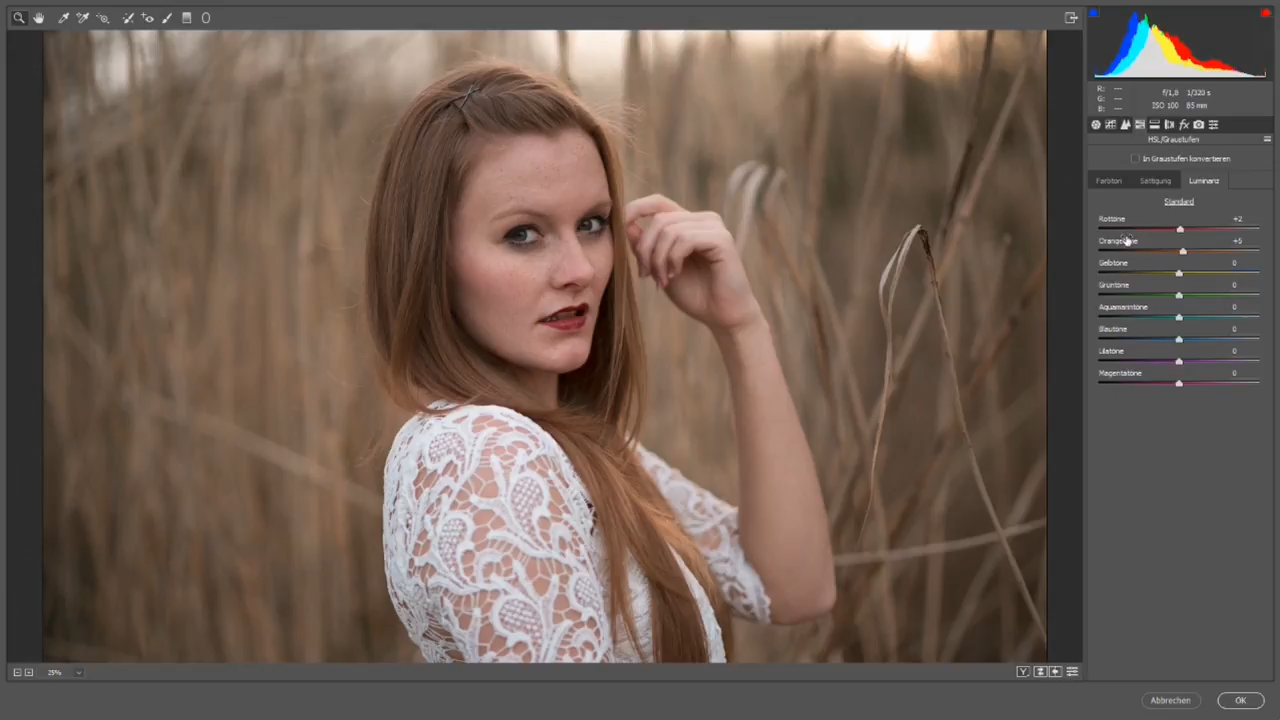 R: ---
G: ---
B: ---
f/1,8 1/320 s
ISO 100 85 mm
HSL/Graustufen
In Graustufen konvertieren
Farbton Sättigung Luminanz
Standard
Rottöne +2
Orangetöne +5
Gelbtöne 0
Grüntöne 0
Aquamarintöne 0
Blautöne 0
Lilatöne 0
Magentatöne 0
25%
Y
Abbrechen OK